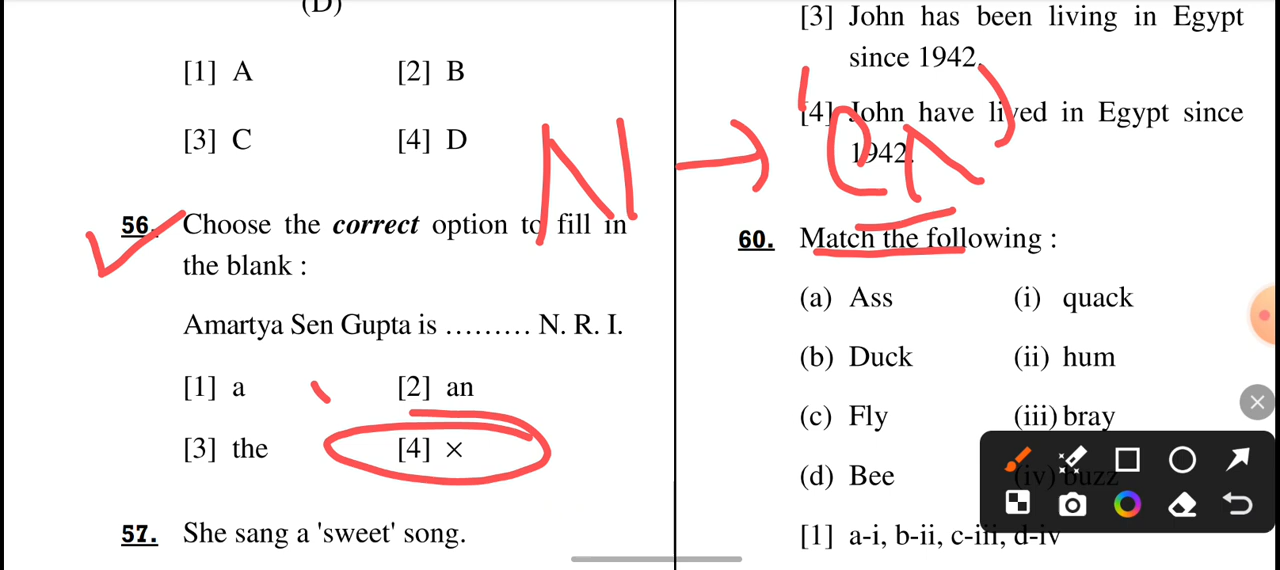 (D)
[1] A [2] B
[3] C [4] D
56. Choose the correct option to fill in
the blank :
Amartya Sen Gupta is ......... N. R. I.
[1] a [2] an
[3] the [4] ×
57. She sang a 'sweet' song.
N
[3] John has been living in Egypt
since 1942.
[4] John have lived in Egypt since
1942.
60. Match the following :
(a) Ass (i) quack
(b) Duck (ii) hum
(c) Fly (iii) bray
(d) Bee (iv) buzz
[1] a-i, b-ii, c-iii, d-iv